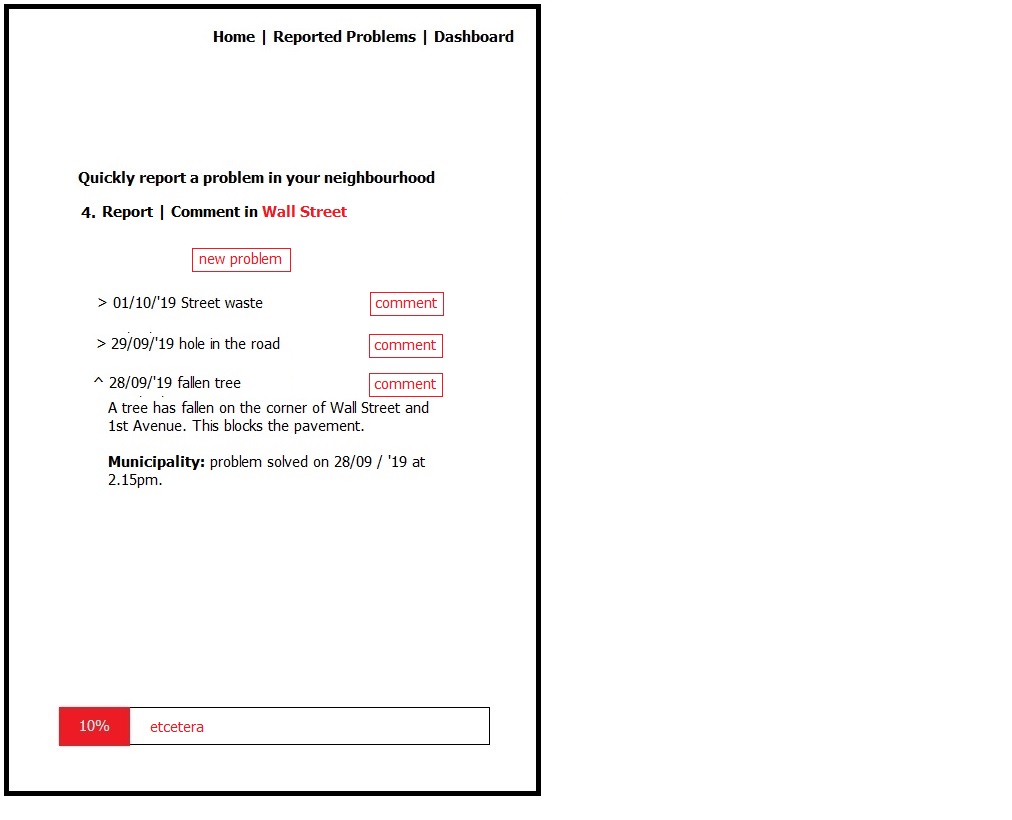 Home | Reported Problems | Dashboard
Quickly report a problem in your neighbourhood
4. Report | Comment in Wall Street
new problem
> 01/10/'19 Street waste comment
> 29/09/'19 hole in the road comment
^ 28/09/'19 fallen tree comment
A tree has fallen on the corner of Wall Street and
1st Avenue. This blocks the pavement.
Municipality: problem solved on 28/09 / '19 at
2.15pm.
10% etcetera